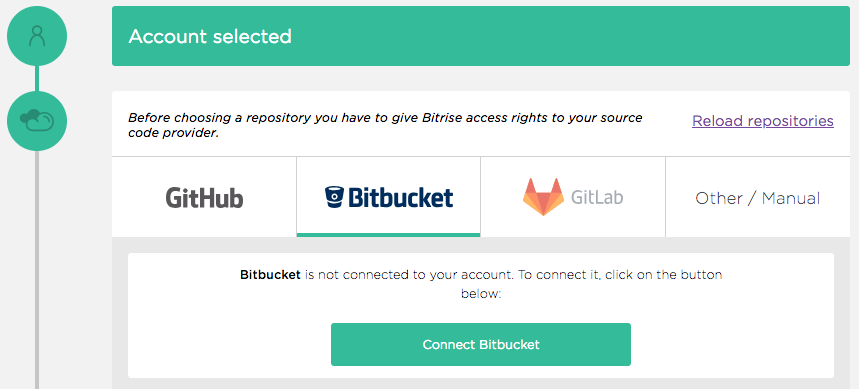 Account selected
Before choosing a repository you have to give Bitrise access rights to your source
code provider.
Reload repositories
GitHub
Bitbucket
GitLab
Other / Manual
Bitbucket is not connected to your account. To connect it, click on the button
below:
Connect Bitbucket